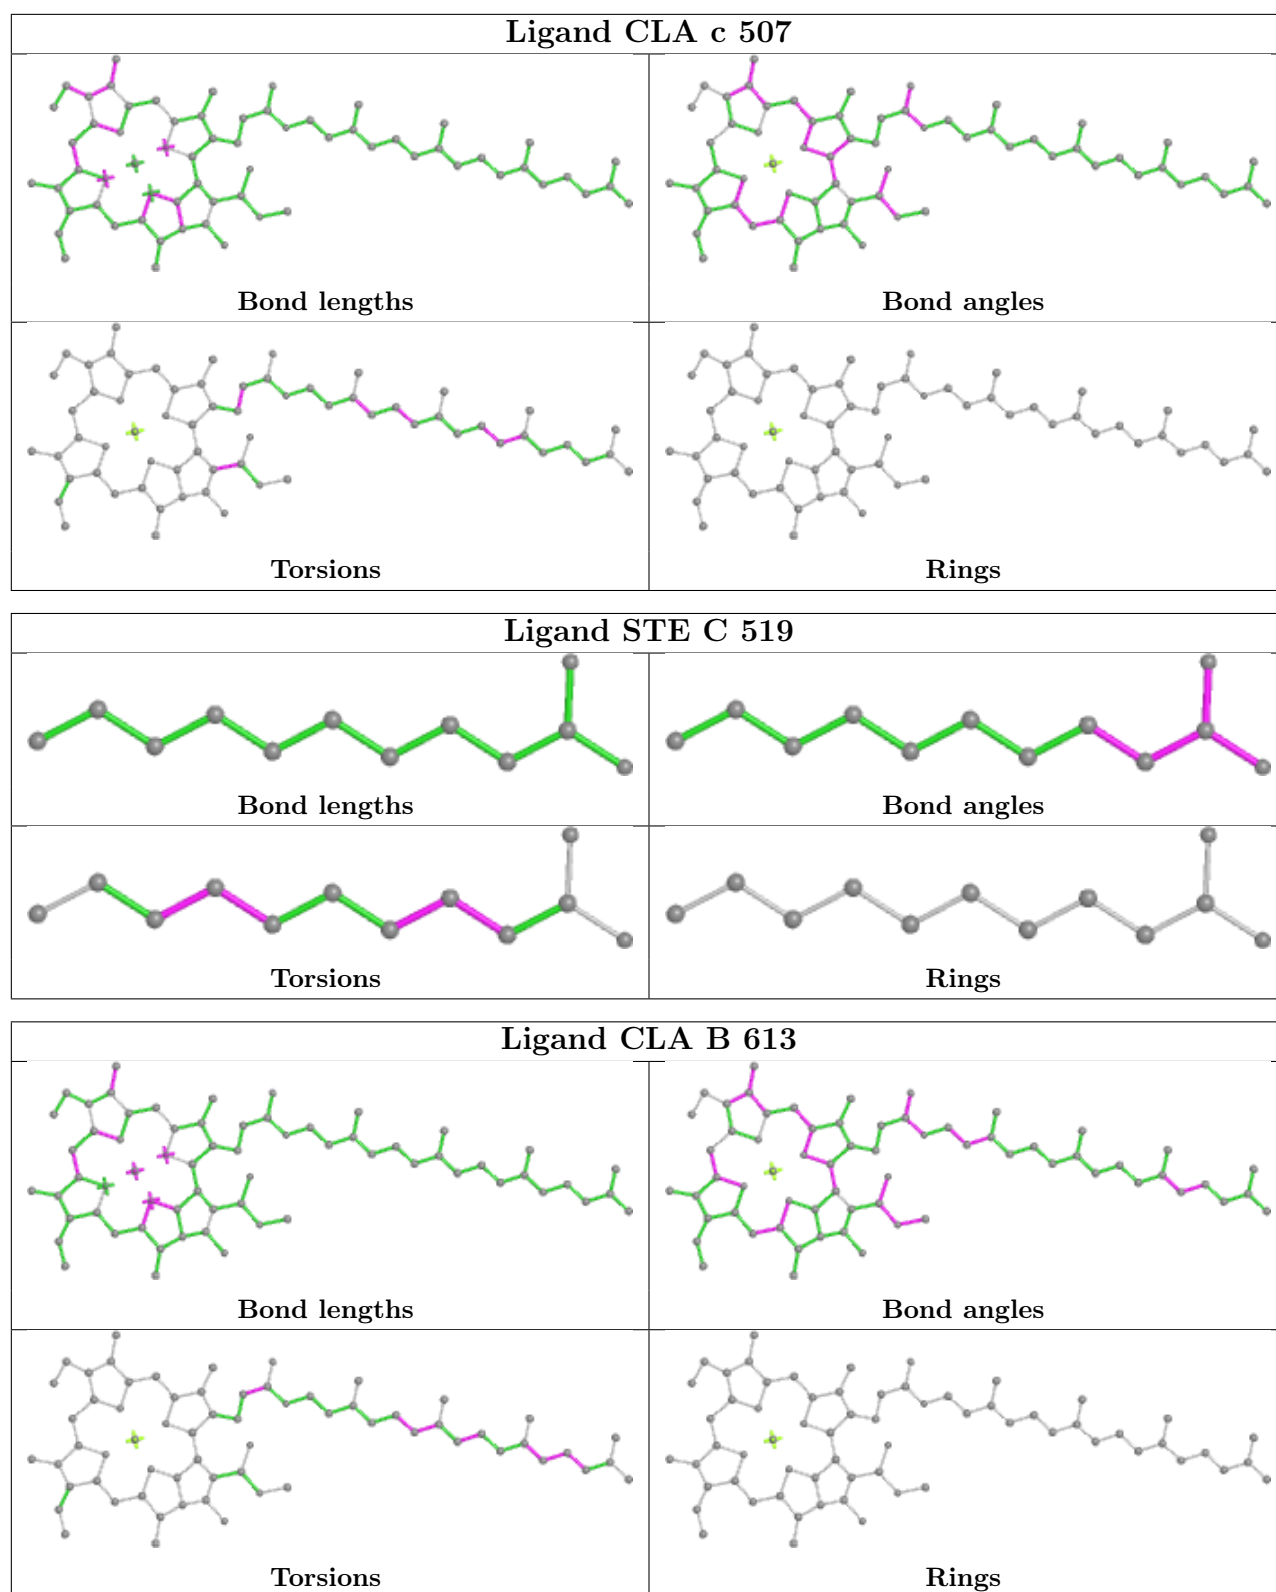 Ligand CLA c 507
Bond lengths
Bond angles
Torsions
Rings
Ligand STE C 519
Bond lengths
Bond angles
Torsions
Rings
Ligand CLA B 613
Bond lengths
Bond angles
Torsions
Rings